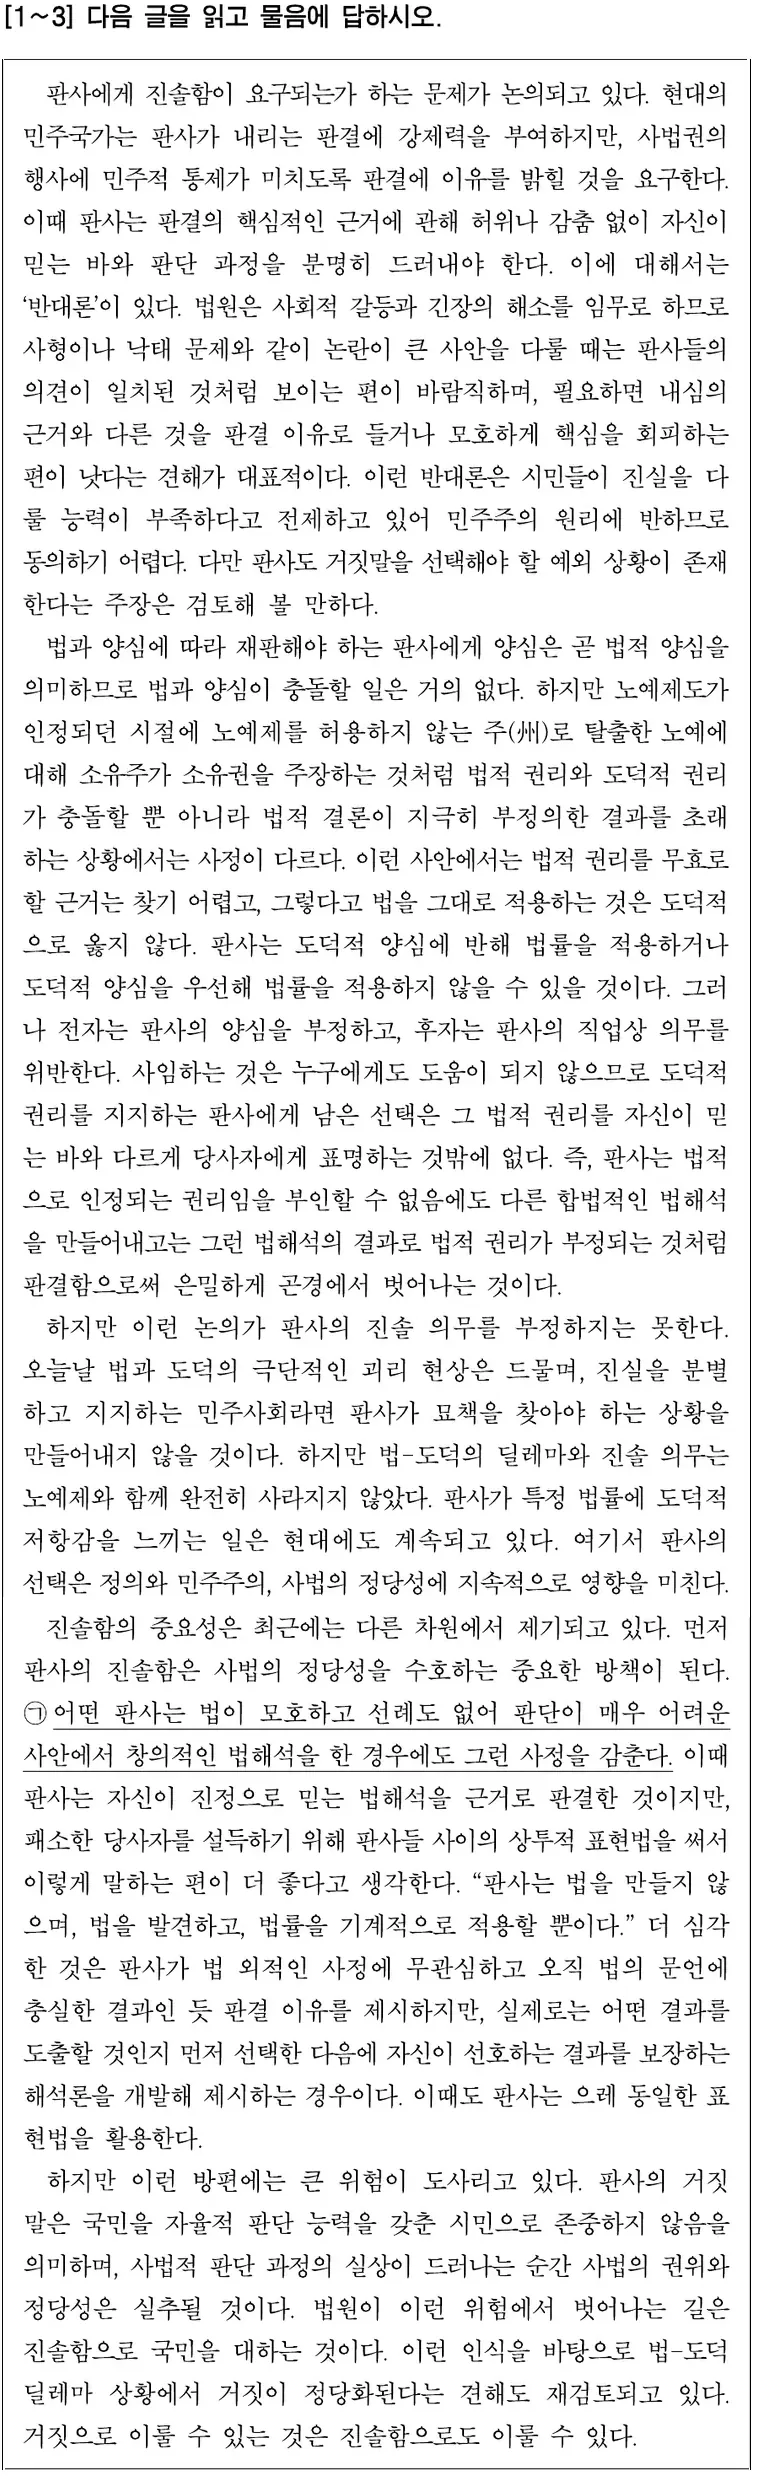 [1～3] 다음 글을 읽고 물음에 답하시오.
판사에게 진솔함이 요구되는가 하는 문제가 논의되고 있다. 현대의
민주국가는 판사가 내리는 판결에 강제력을 부여하지만, 사법권의
행사에 민주적 통제가 미치도록 판결에 이유를 밝힐 것을 요구한다.
이때 판사는 판결의 핵심적인 근거에 관해 허위나 감춤 없이 자신이
믿는 바와 판단 과정을 분명히 드러내야 한다. 이에 대해서는
‘반대론’이 있다. 법원은 사회적 갈등과 긴장의 해소를 임무로 하므로
사형이나 낙태 문제와 같이 논란이 큰 사안을 다룰 때는 판사들의
의견이 일치된 것처럼 보이는 편이 바람직하며, 필요하면 내심의
근거와 다른 것을 판결 이유로 들거나 모호하게 핵심을 회피하는
편이 낫다는 견해가 대표적이다. 이런 반대론은 시민들이 진실을 다
룰 능력이 부족하다고 전제하고 있어 민주주의 원리에 반하므로
동의하기 어렵다. 다만 판사도 거짓말을 선택해야 할 예외 상황이 존재
한다는 주장은 검토해 볼 만하다.
법과 양심에 따라 재판해야 하는 판사에게 양심은 곧 법적 양심을
의미하므로 법과 양심이 충돌할 일은 거의 없다. 하지만 노예제도가
인정되던 시절에 노예제를 허용하지 않는 주(州)로 탈출한 노예에
대해 소유주가 소유권을 주장하는 것처럼 법적 권리와 도덕적 권리
가 충돌할 뿐 아니라 법적 결론이 지극히 부정의한 결과를 초래
하는 상황에서는 사정이 다르다. 이런 사안에서는 법적 권리를 무효로
할 근거는 찾기 어렵고, 그렇다고 법을 그대로 적용하는 것은 도덕적
으로 옳지 않다. 판사는 도덕적 양심에 반해 법률을 적용하거나
도덕적 양심을 우선해 법률을 적용하지 않을 수 있을 것이다. 그러
나 전자는 판사의 양심을 부정하고, 후자는 판사의 직업상 의무를
위반한다. 사임하는 것은 누구에게도 도움이 되지 않으므로 도덕적
권리를 지지하는 판사에게 남은 선택은 그 법적 권리를 자신이 믿
는 바와 다르게 당사자에게 표명하는 것밖에 없다. 즉, 판사는 법적
으로 인정되는 권리임을 부인할 수 없음에도 다른 합법적인 법해석
을 만들어내고는 그런 법해석의 결과로 법적 권리가 부정되는 것처럼
판결함으로써 은밀하게 곤경에서 벗어나는 것이다.
하지만 이런 논의가 판사의 진솔 의무를 부정하지는 못한다.
오늘날 법과 도덕의 극단적인 괴리 현상은 드물며, 진실을 분별
하고 지지하는 민주사회라면 판사가 묘책을 찾아야 하는 상황을
만들어내지 않을 것이다. 하지만 법-도덕의 딜레마와 진솔 의무는
노예제와 함께 완전히 사라지지 않았다. 판사가 특정 법률에 도덕적
저항감을 느끼는 일은 현대에도 계속되고 있다. 여기서 판사의
선택은 정의와 민주주의, 사법의 정당성에 지속적으로 영향을 미친다.
진솔함의 중요성은 최근에는 다른 차원에서 제기되고 있다. 먼저
판사의 진솔함은 사법의 정당성을 수호하는 중요한 방책이 된다.
㉠어떤 판사는 법이 모호하고 선례도 없어 판단이 매우 어려운
사안에서 창의적인 법해석을 한 경우에도 그런 사정을 감춘다. 이때
판사는 자신이 진정으로 믿는 법해석을 근거로 판결한 것이지만,
패소한 당사자를 설득하기 위해 판사들 사이의 상투적 표현법을 써서
이렇게 말하는 편이 더 좋다고 생각한다. “판사는 법을 만들지 않
으며, 법을 발견하고, 법률을 기계적으로 적용할 뿐이다.” 더 심각
한 것은 판사가 법 외적인 사정에 무관심하고 오직 법의 문언에
충실한 결과인 듯 판결 이유를 제시하지만, 실제로는 어떤 결과를
도출할 것인지 먼저 선택한 다음에 자신이 선호하는 결과를 보장하는
해석론을 개발해 제시하는 경우이다. 이때도 판사는 으레 동일한 표
현법을 활용한다.
하지만 이런 방편에는 큰 위험이 도사리고 있다. 판사의 거짓
말은 국민을 자율적 판단 능력을 갖춘 시민으로 존중하지 않음을
의미하며, 사법적 판단 과정의 실상이 드러나는 순간 사법의 권위와
정당성은 실추될 것이다. 법원이 이런 위험에서 벗어나는 길은
진솔함으로 국민을 대하는 것이다. 이런 인식을 바탕으로 법-도덕
딜레마 상황에서 거짓이 정당화된다는 견해도 재검토되고 있다.
거짓으로 이룰 수 있는 것은 진솔함으로도 이룰 수 있다.